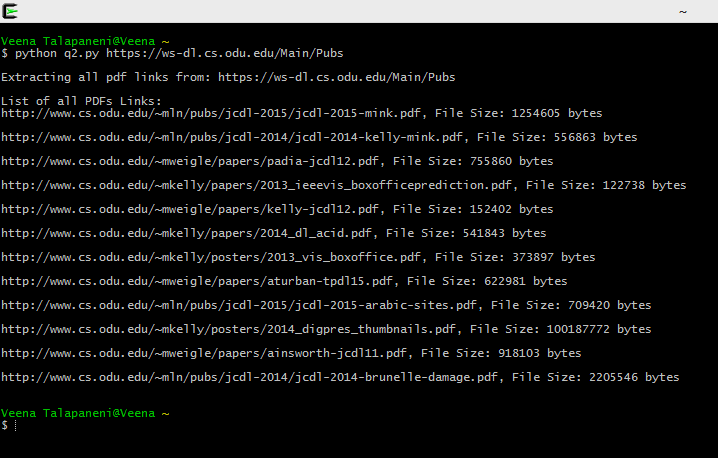 ~
Veena Talapaneni@Veena ~
$ python q2.py https://ws-dl.cs.odu.edu/Main/Pubs
Extracting all pdf links from: https://ws-dl.cs.odu.edu/Main/Pubs
List of all PDFs Links:
http://www.cs.odu.edu/~mln/pubs/jcdl-2015/jcdl-2015-mink.pdf, File Size: 1254605 bytes
http://www.cs.odu.edu/~mln/pubs/jcdl-2014/jcdl-2014-kelly-mink.pdf, File Size: 556863 bytes
http://www.cs.odu.edu/~mweigle/papers/padia-jcdl12.pdf, File Size: 755860 bytes
http://www.cs.odu.edu/~mkelly/papers/2013_ieeevis_boxofficeprediction.pdf, File Size: 122738 bytes
http://www.cs.odu.edu/~mweigle/papers/kelly-jcdl12.pdf, File Size: 152402 bytes
http://www.cs.odu.edu/~mkelly/papers/2014_dl_acid.pdf, File Size: 541843 bytes
http://www.cs.odu.edu/~mkelly/posters/2013_vis_boxoffice.pdf, File Size: 373897 bytes
http://www.cs.odu.edu/~mweigle/papers/aturban-tpdl15.pdf, File Size: 622981 bytes
http://www.cs.odu.edu/~mln/pubs/jcdl-2015/jcdl-2015-arabic-sites.pdf, File Size: 709420 bytes
http://www.cs.odu.edu/~mkelly/posters/2014_digpres_thumbnails.pdf, File Size: 100187772 bytes
http://www.cs.odu.edu/~mweigle/papers/ainsworth-jcdl11.pdf, File Size: 918103 bytes
http://www.cs.odu.edu/~mln/pubs/jcdl-2014/jcdl-2014-brunelle-damage.pdf, File Size: 2205546 bytes
Veena Talapaneni@Veena ~
$